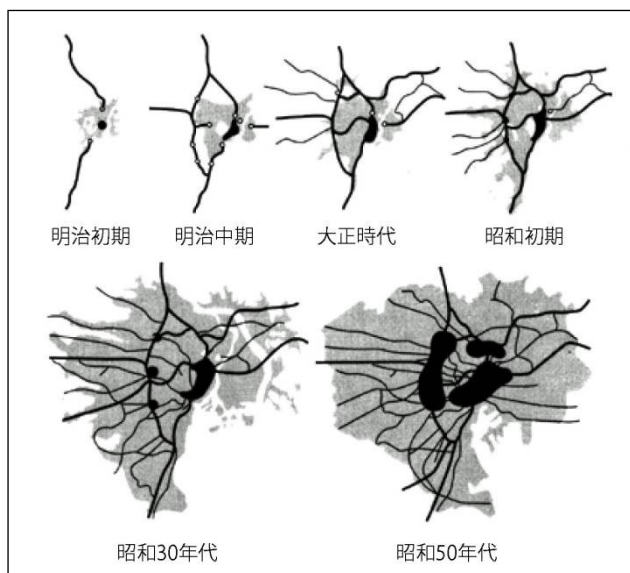 明治初期
明治中期
大正時代
昭和初期
昭和30年代
昭和50年代